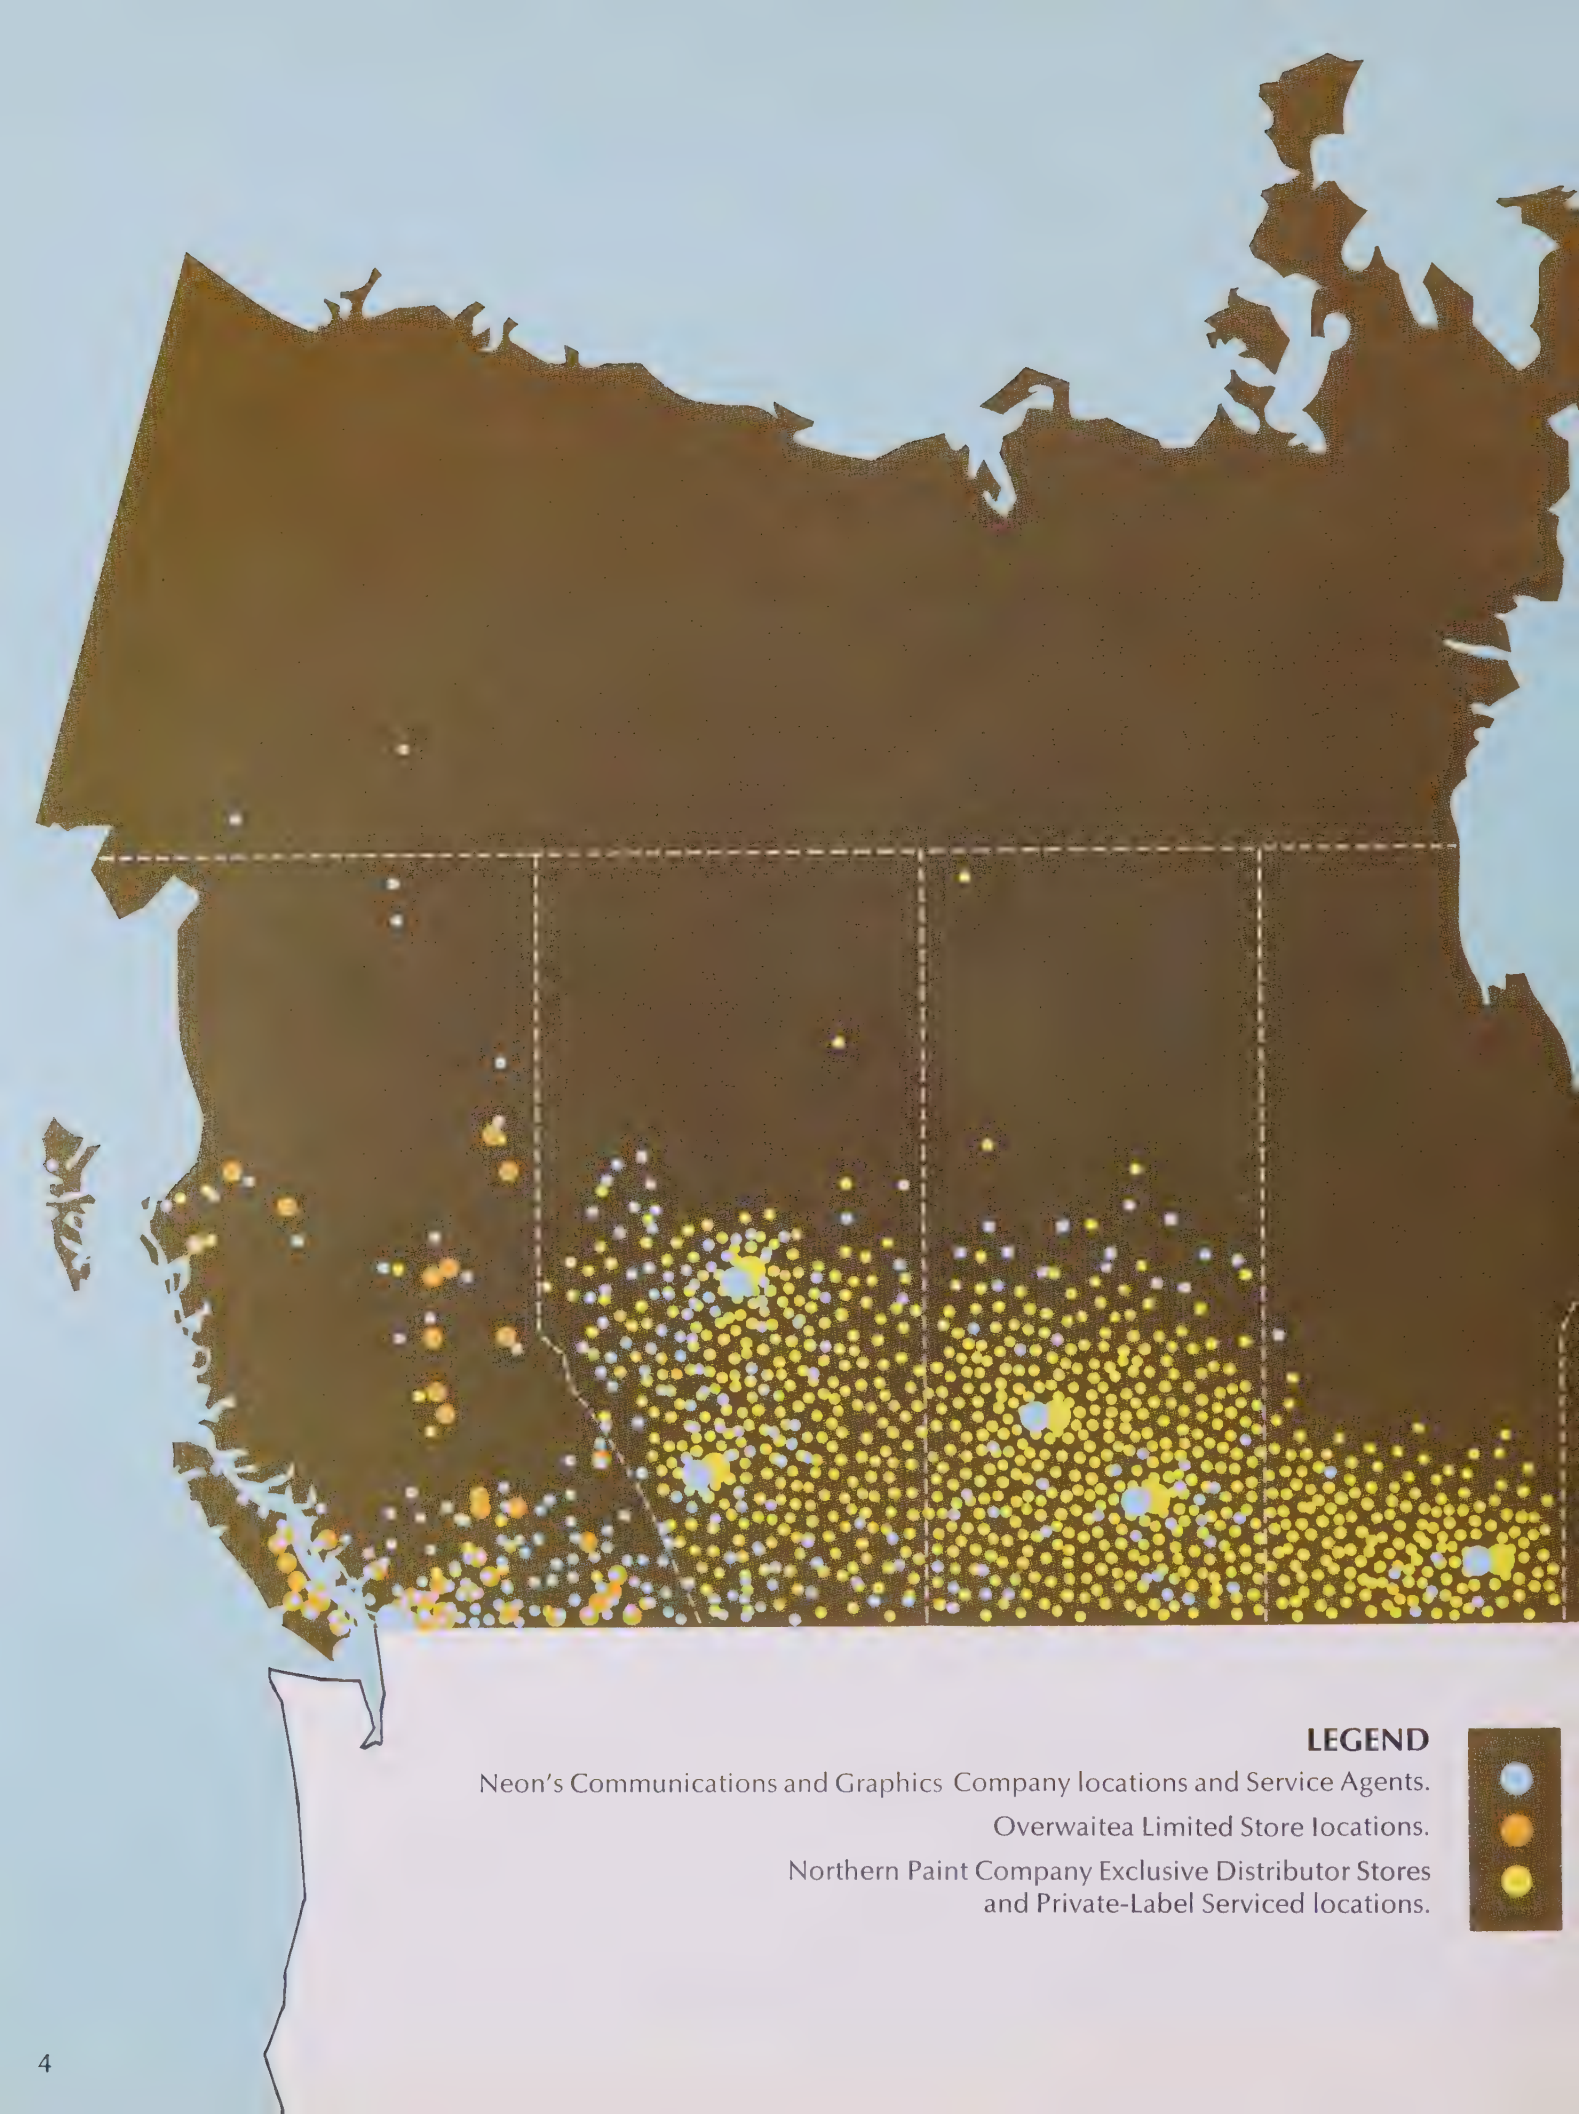 LEGEND
Neon's Communications and Graphics Company locations and Service Agents.
Overwaitea Limited Store locations.
Northern Paint Company Exclusive Distributor Stores
and Private-Label Serviced locations.
4